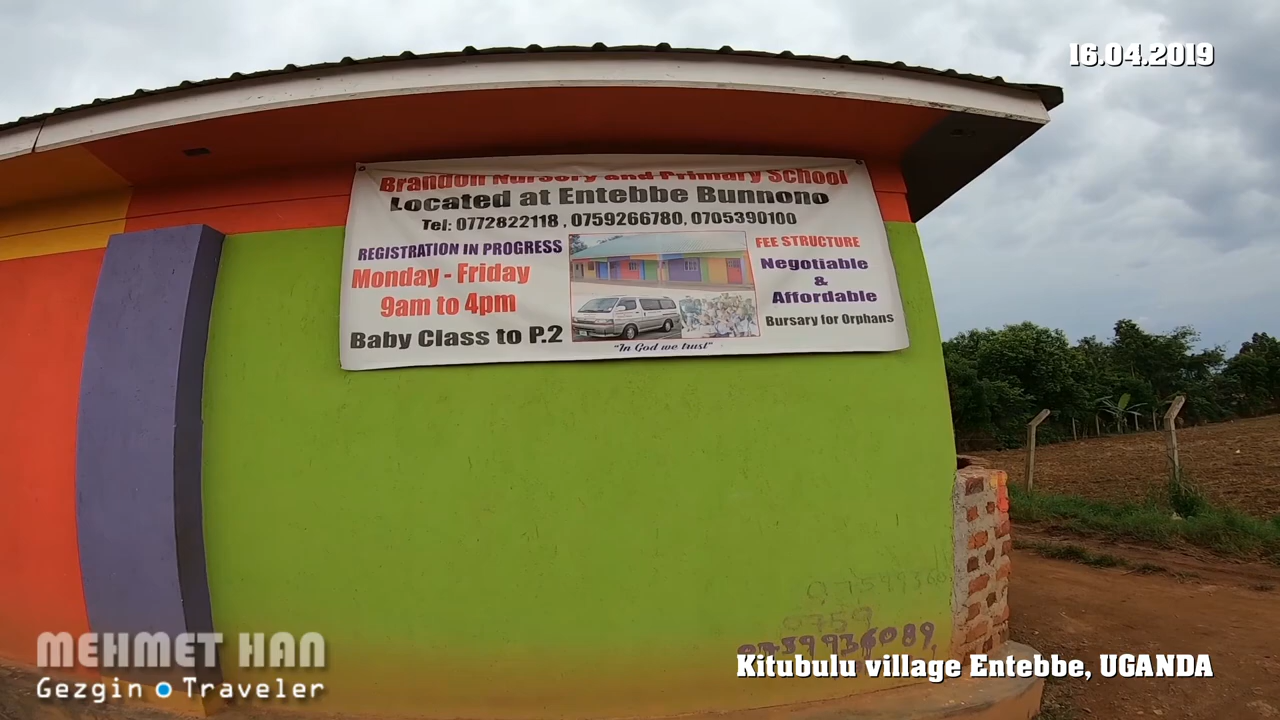 16.04.2019
Brandon Nursery and Primary School
Located at Entebbe Bunnono
Tel: 0772822118 , 0759266780, 0705390100
REGISTRATION IN PROGRESS
Monday - Friday
9am to 4pm
Baby Class to P.2
FEE STRUCTURE
Negotiable
&
Affordable
Bursary for Orphans
"In God we trust"
0759
MEHMET HAN
Gezgin Traveler
Kitubulu village Entebbe, UGANDA